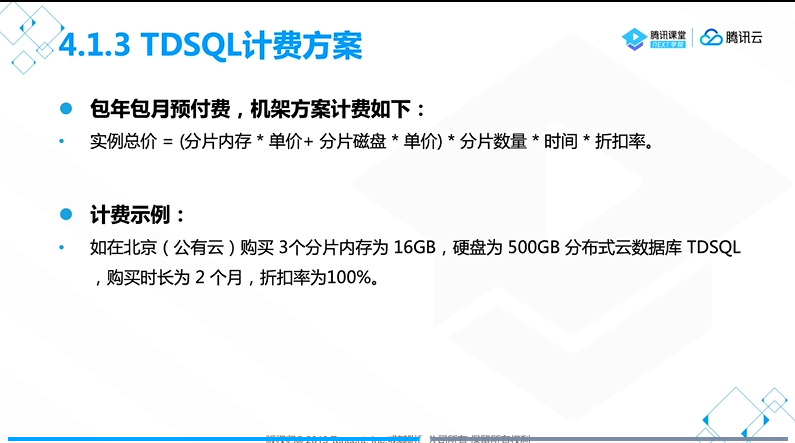 4.1.3 TDSQL计费方案
腾讯课堂
NEXT学院
腾讯云
包年包月预付费，机架方案计费如下：
实例总价 = (分片内存 * 单价+ 分片磁盘 * 单价) * 分片数量 * 时间 * 折扣率。
计费示例：
如在北京（公有云）购买 3个分片内存为 16GB，硬盘为 500GB 分布式云数据库 TDSQL
，购买时长为 2 个月，折扣率为100%。